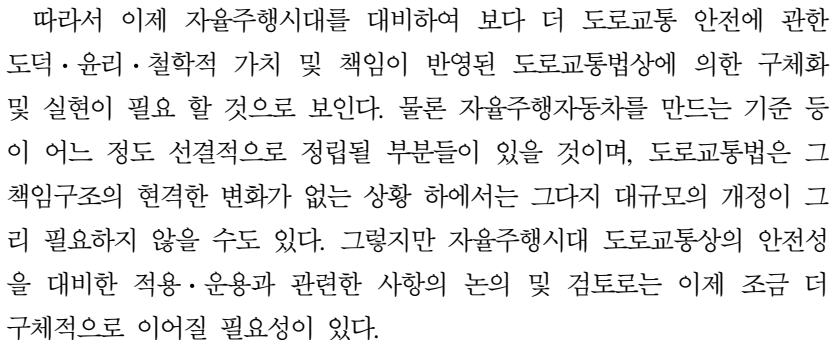 따라서 이제 자율주행시대를 대비하여 보다 더 도로교통 안전에 관한
도덕·윤리·철학적 가치 및 책임이 반영된 도로교통법상에 의한 구체화
및 실현이 필요 할 것으로 보인다. 물론 자율주행자동차를 만드는 기준 등
이 어느 정도 선결적으로 정립될 부분들이 있을 것이며, 도로교통법은 그
책임구조의 현격한 변화가 없는 상황 하에서는 그다지 대규모의 개정이 그
리 필요하지 않을 수도 있다. 그렇지만 자율주행시대 도로교통상의 안전성
을 대비한 적용·운용과 관련한 사항의 논의 및 검토로는 이제 조금 더
구체적으로 이어질 필요성이 있다.